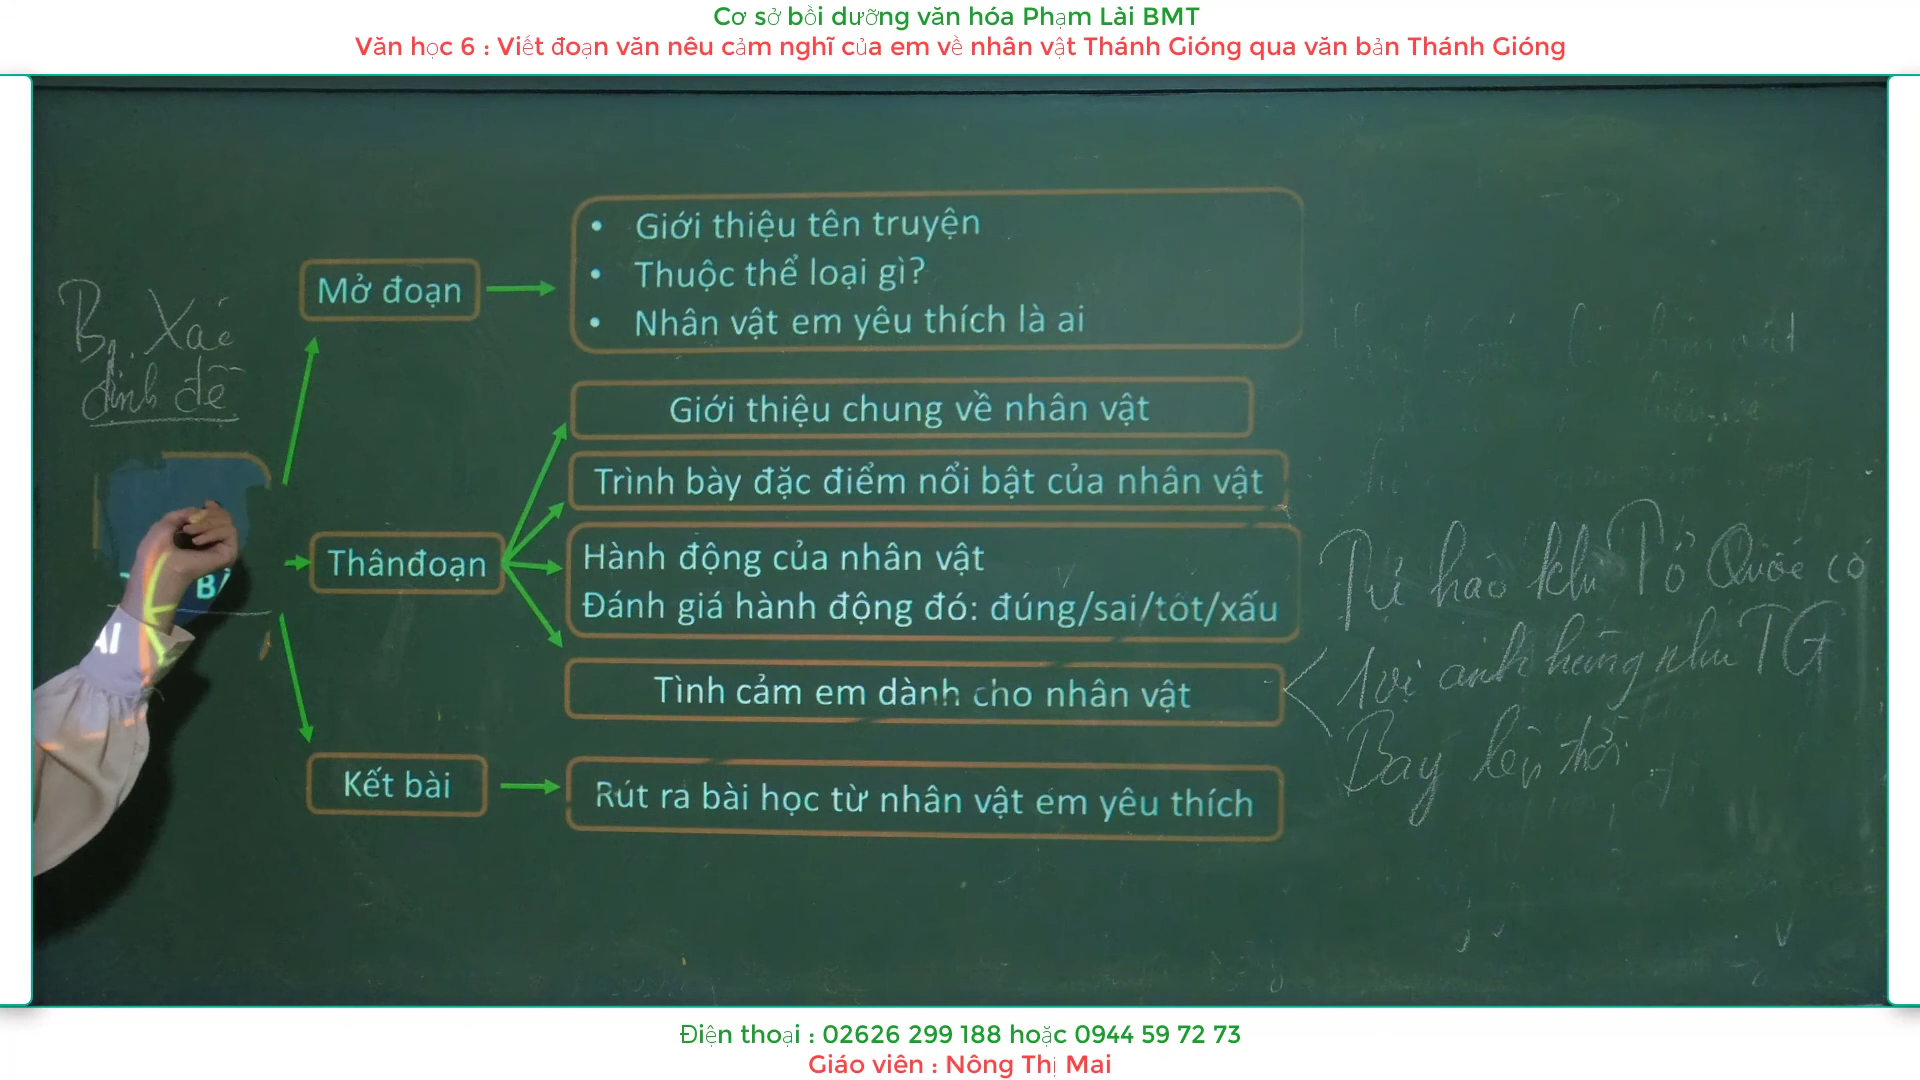 Cơ sở bồi dưỡng văn hóa Phạm Lài BMT
Văn học 6 : Viết đoạn văn nêu cảm nghĩ của em về nhân vật Thánh Gióng qua văn bản Thánh Gióng
B1. Xác
định đề
Mở đoạn
• Giới thiệu tên truyện
• Thuộc thể loại gì?
• Nhân vật em yêu thích là ai
Thânđoạn
Giới thiệu chung về nhân vật
Trình bày đặc điểm nổi bật của nhân vật
Hành động của nhân vật
Đánh giá hành động đó: đúng/sai/tốt/xấu
Tình cảm em dành cho nhân vật
Tự hào khi Tổ Quốc có
1 vị anh hùng như TG
Bay lên trời
Kết bài
Rút ra bài học từ nhân vật em yêu thích
Điện thoại : 02626 299 188 hoặc 0944 59 72 73
Giáo viên : Nông Thị Mai